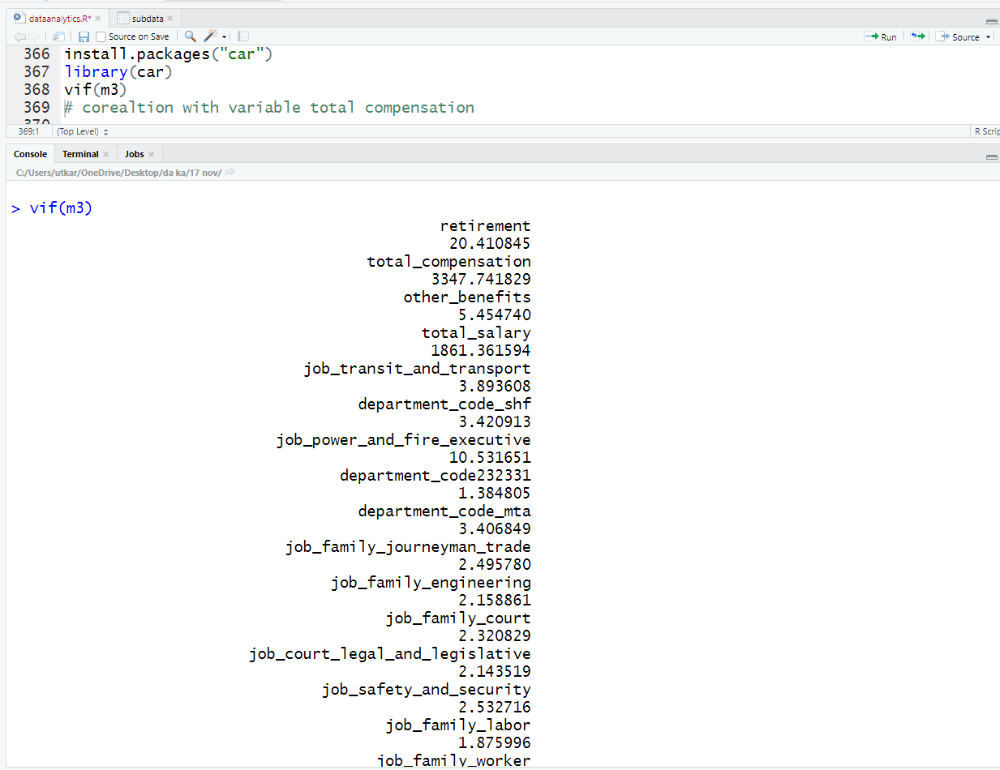 dataanalytics.R* ×
subdata ×
Source on Save
Run
Source
366 install.packages("car")
367 library(car)
368 vif(m3)
369 # corealtion with variable total compensation
370
369:1 (Top Level)
R Scrip
Console Terminal × Jobs ×
C:/Users/utkar/OneDrive/Desktop/da ka/17 nov/
> vif(m3)
retirement
20.410845
total_compensation
3347.741829
other_benefits
5.454740
total_salary
1861.361594
job_transit_and_transport
3.893608
department_code_shf
3.420913
job_power_and_fire_executive
10.531651
department_code232331
1.384805
department_code_mta
3.406849
job_family_journeyman_trade
2.495780
job_family_engineering
2.158861
job_family_court
2.320829
job_court_legal_and_legislative
2.143519
job_safety_and_security
2.532716
job_family_labor
1.875996
job_family_worker